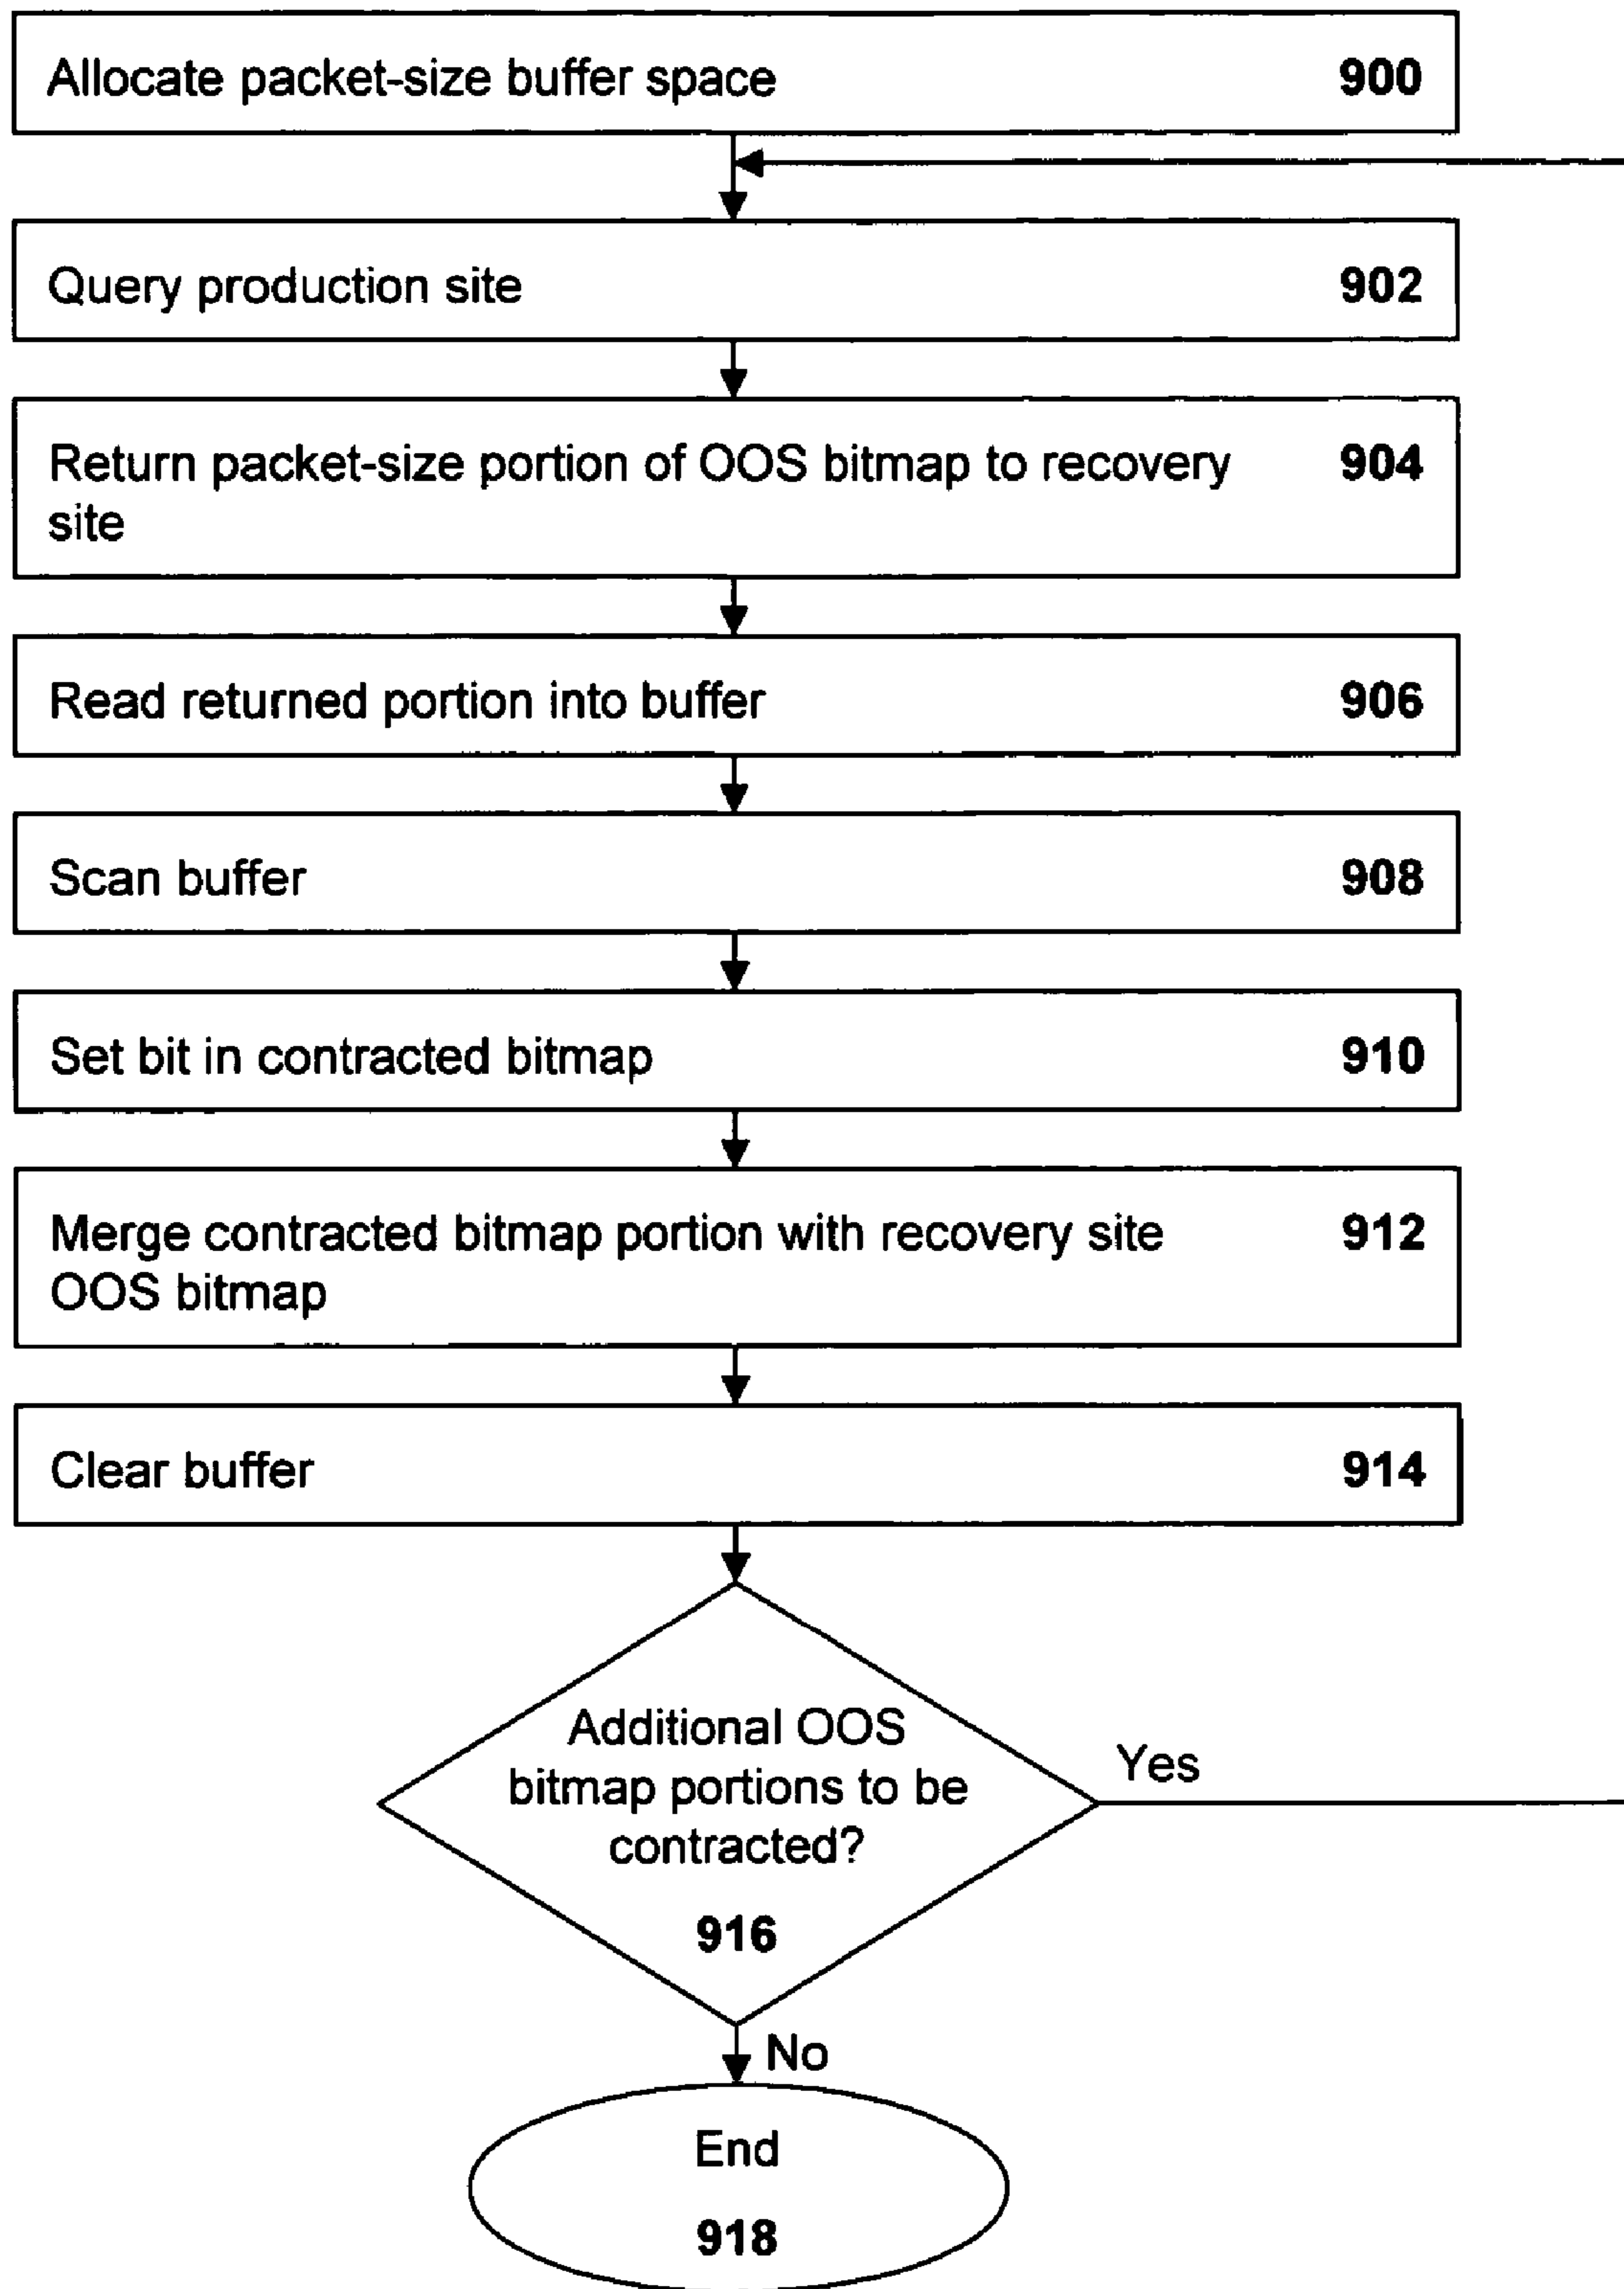 Allocate packet-size buffer space 900
Query production site 902
Return packet-size portion of OOS bitmap to recovery 904
site
Read returned portion into buffer 906
Scan buffer 908
Set bit in contracted bitmap 910
Merge contracted bitmap portion with recovery site 912
OOS bitmap
Clear buffer 914
Additional OOS
bitmap portions to be
contracted?
916
Yes
No
End
918